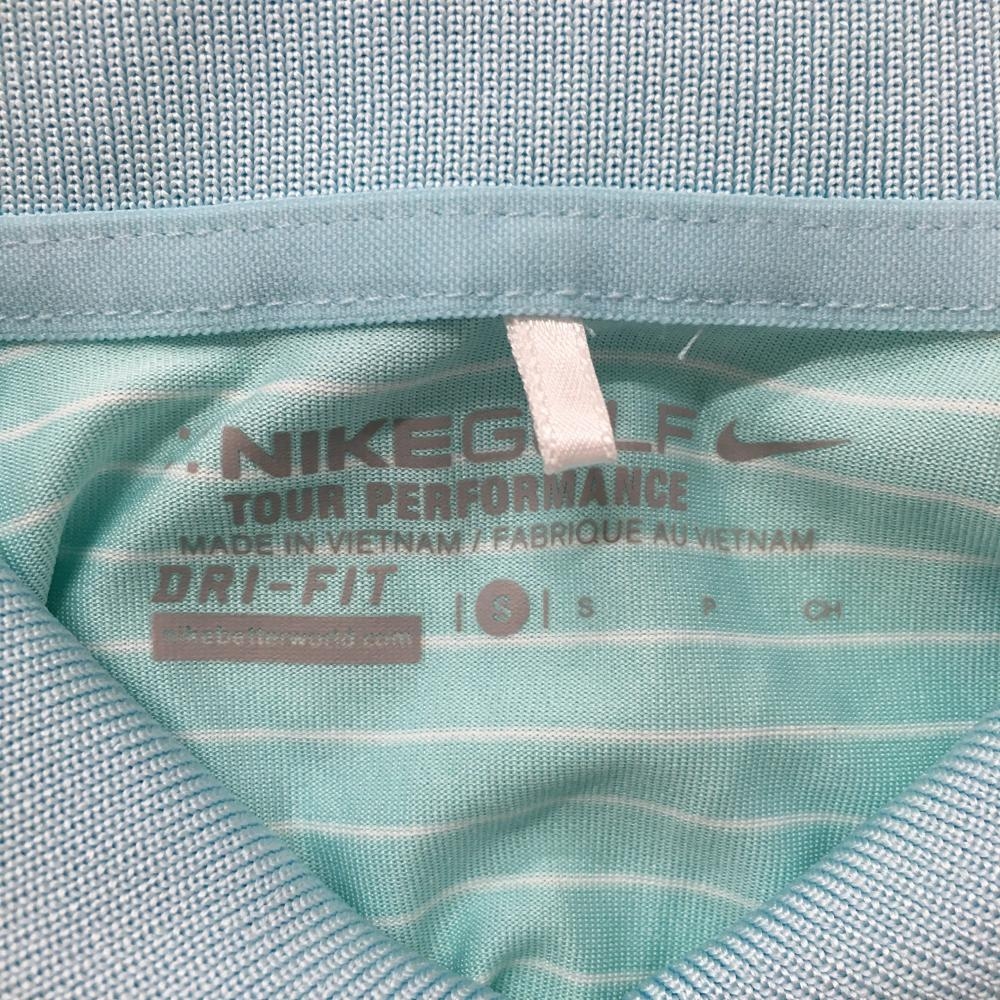 NIKEGOLF
TOUR PERFORMANCE
MADE IN VIETNAM / FABRIQUE AU VIETNAM
DRI-FIT
| S | S P CH
nikebetterworld.com